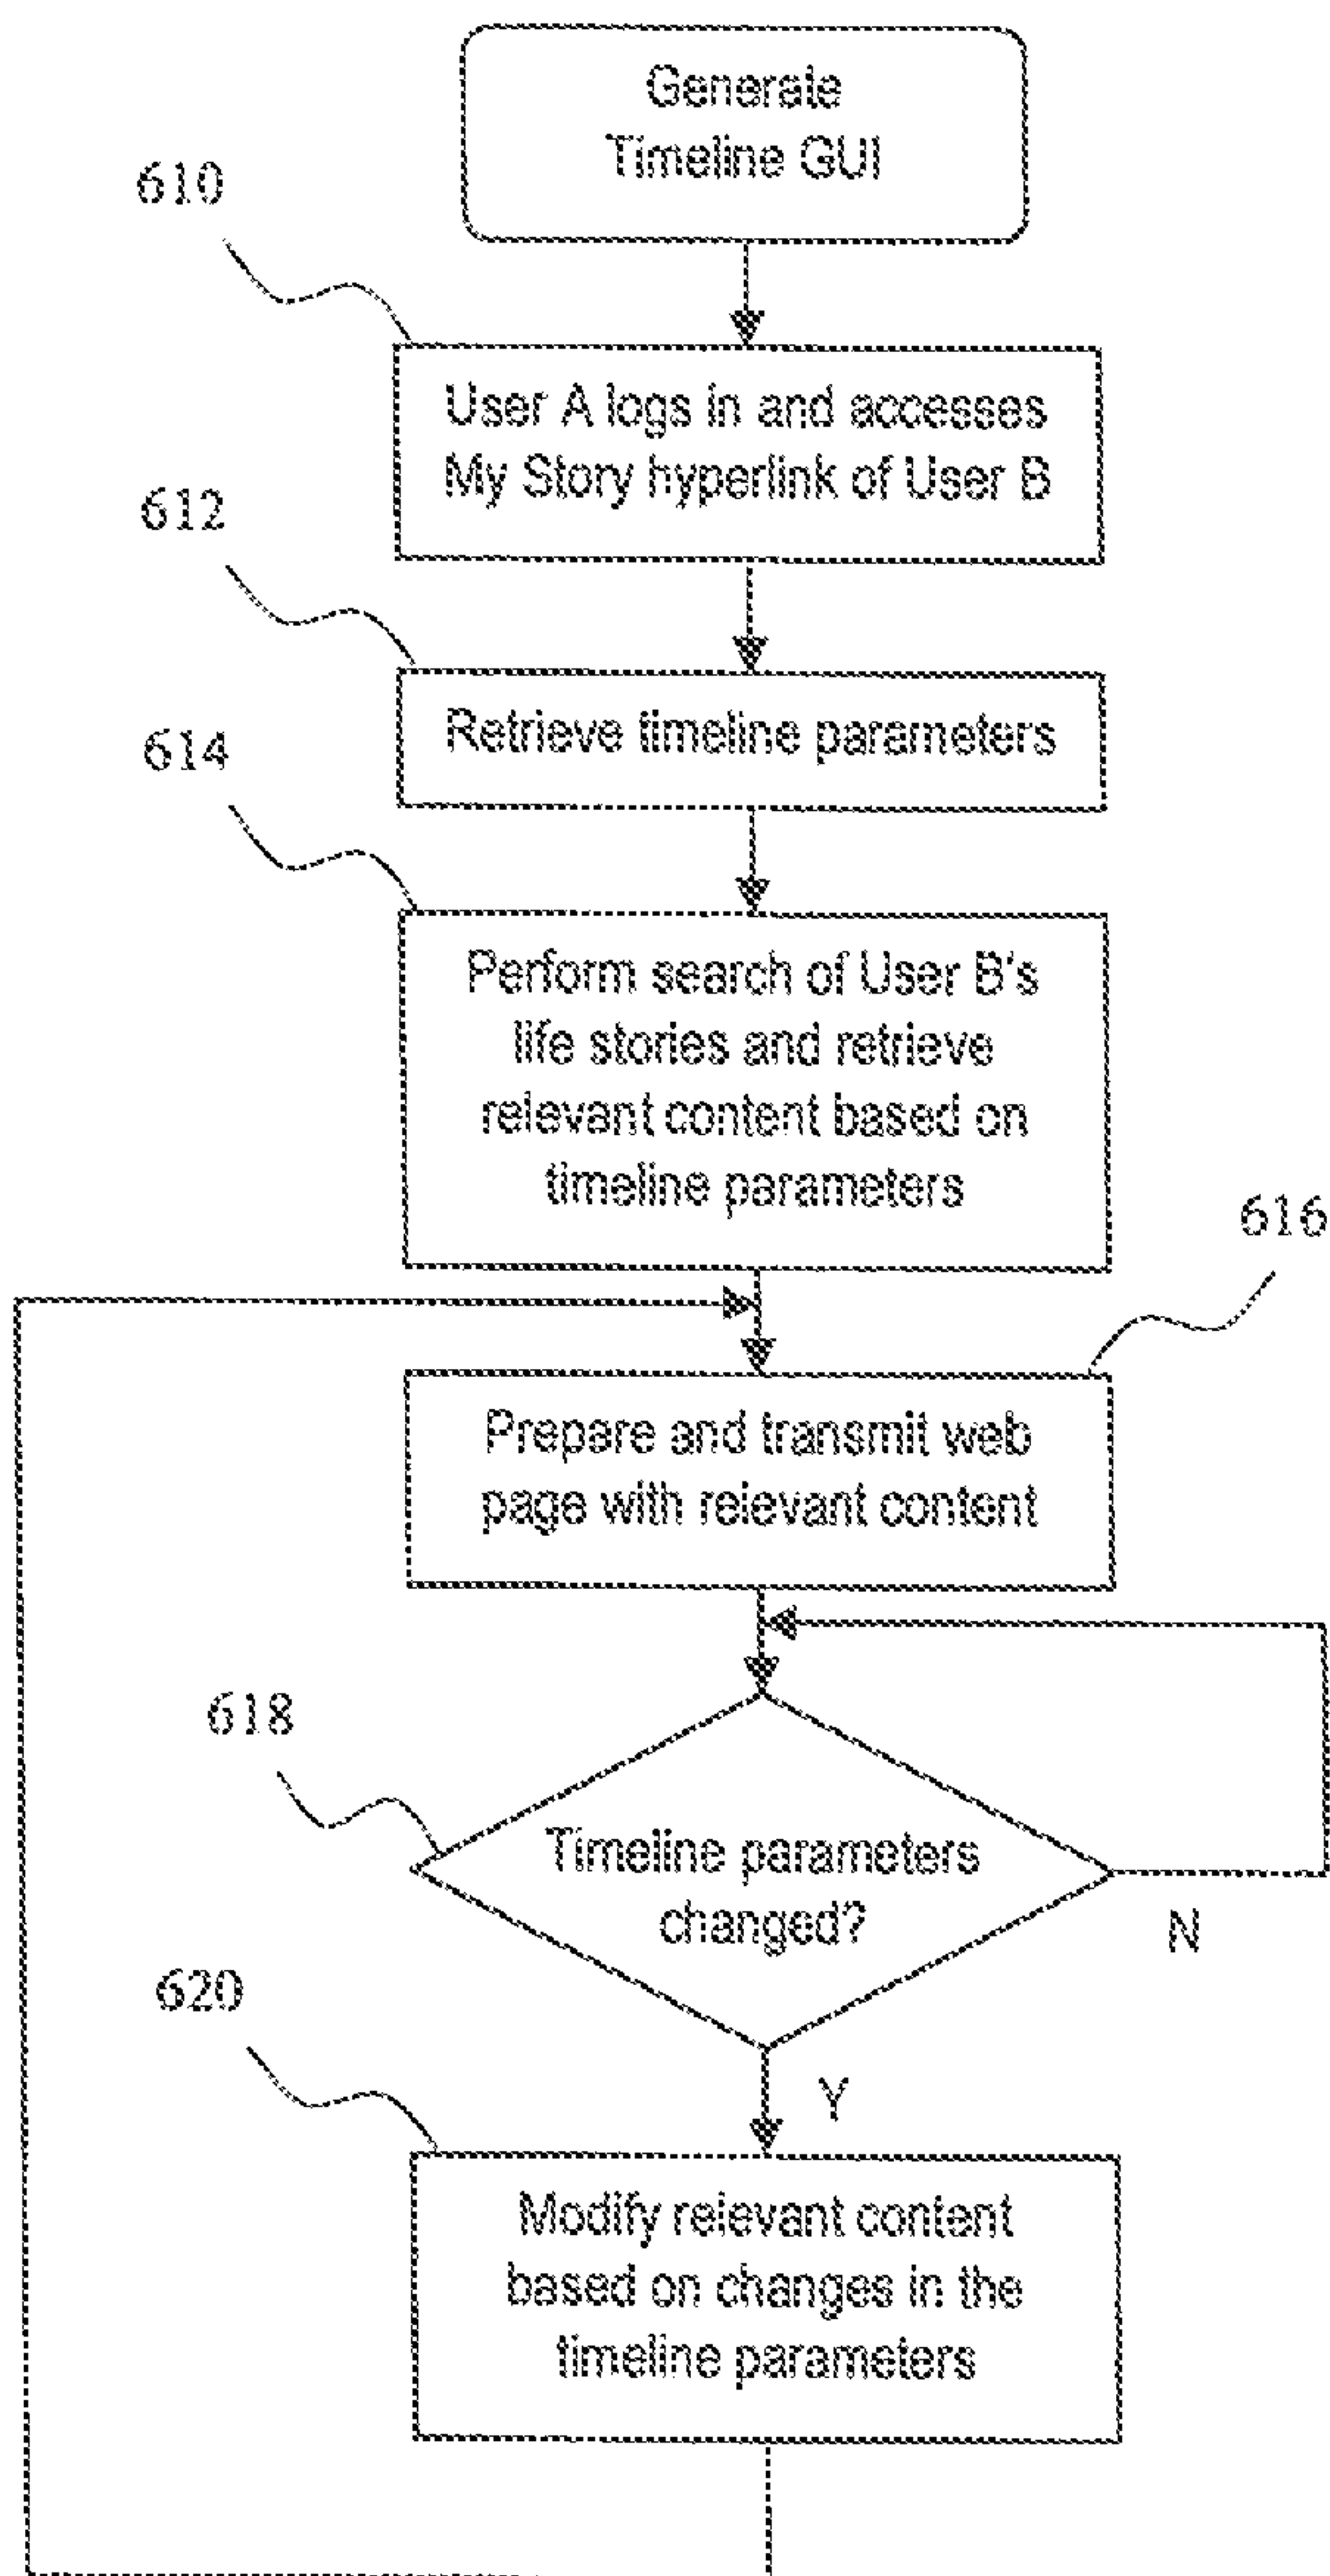 Generate
Timeline GUI
610
User A logs in and accesses
My Story hyperlink of User B
612
Retrieve timeline parameters
614
Perform search of User B's
life stories and retrieve
relevant content based on
timeline parameters
616
Prepare and transmit web
page with relevant content
618
Timeline parameters
changed?
N
Y
620
Modify relevant content
based on changes in the
timeline parameters